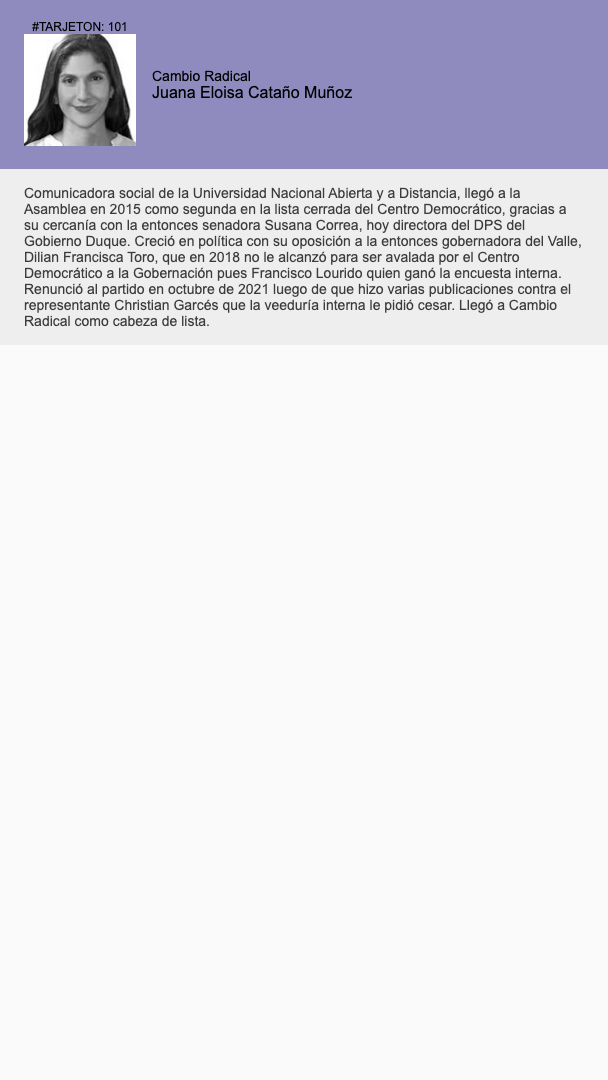 #TARJETON: 101
Cambio Radical
Juana Eloisa Cataño Muñoz
Comunicadora social de la Universidad Nacional Abierta y a Distancia, llegó a la
Asamblea en 2015 como segunda en la lista cerrada del Centro Democrático, gracias a
su cercanía con la entonces senadora Susana Correa, hoy directora del DPS del
Gobierno Duque. Creció en política con su oposición a la entonces gobernadora del Valle,
Dilian Francisca Toro, que en 2018 no le alcanzó para ser avalada por el Centro
Democrático a la Gobernación pues Francisco Lourido quien ganó la encuesta interna.
Renunció al partido en octubre de 2021 luego de que hizo varias publicaciones contra el
representante Christian Garcés que la veeduría interna le pidió cesar. Llegó a Cambio
Radical como cabeza de lista.